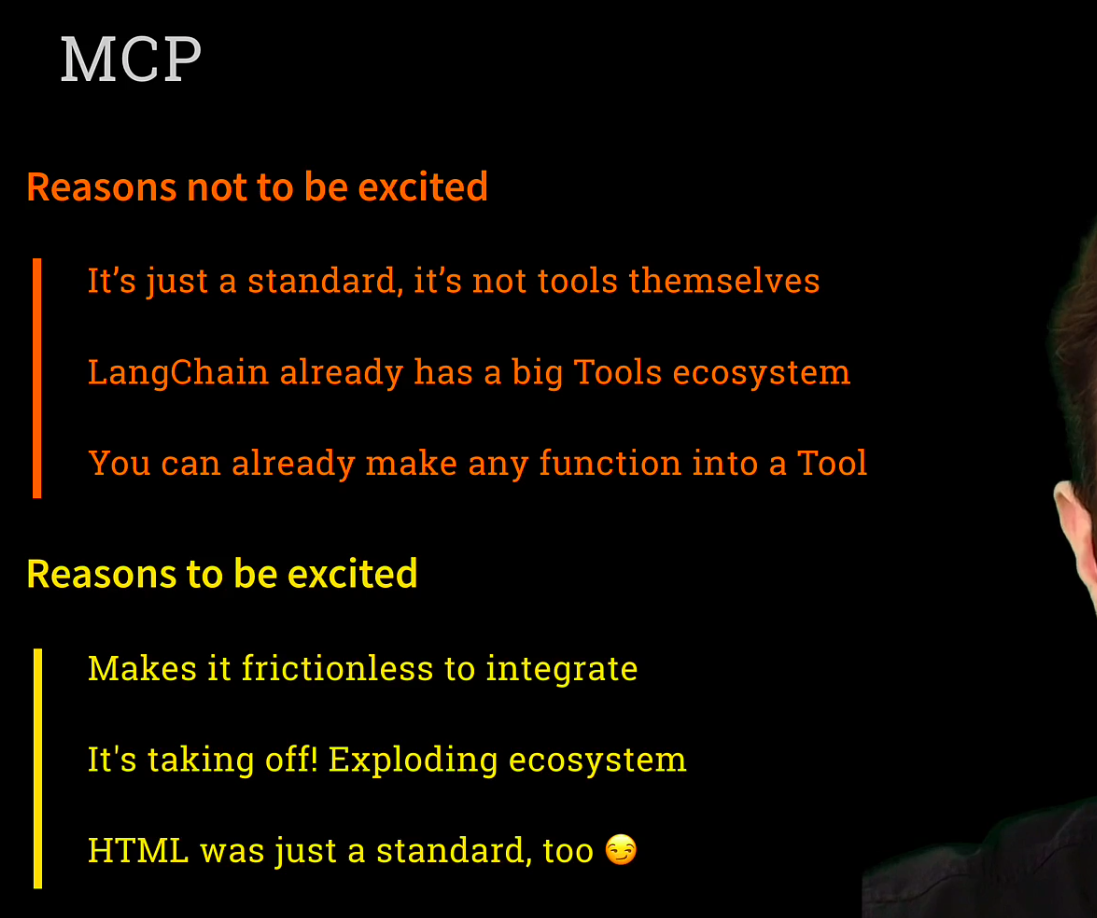 MCP
Reasons not to be excited
It’s just a standard, it’s not tools themselves
LangChain already has a big Tools ecosystem
You can already make any function into a Tool
Reasons to be excited
Makes it frictionless to integrate
It's taking off! Exploding ecosystem
HTML was just a standard, too 😏